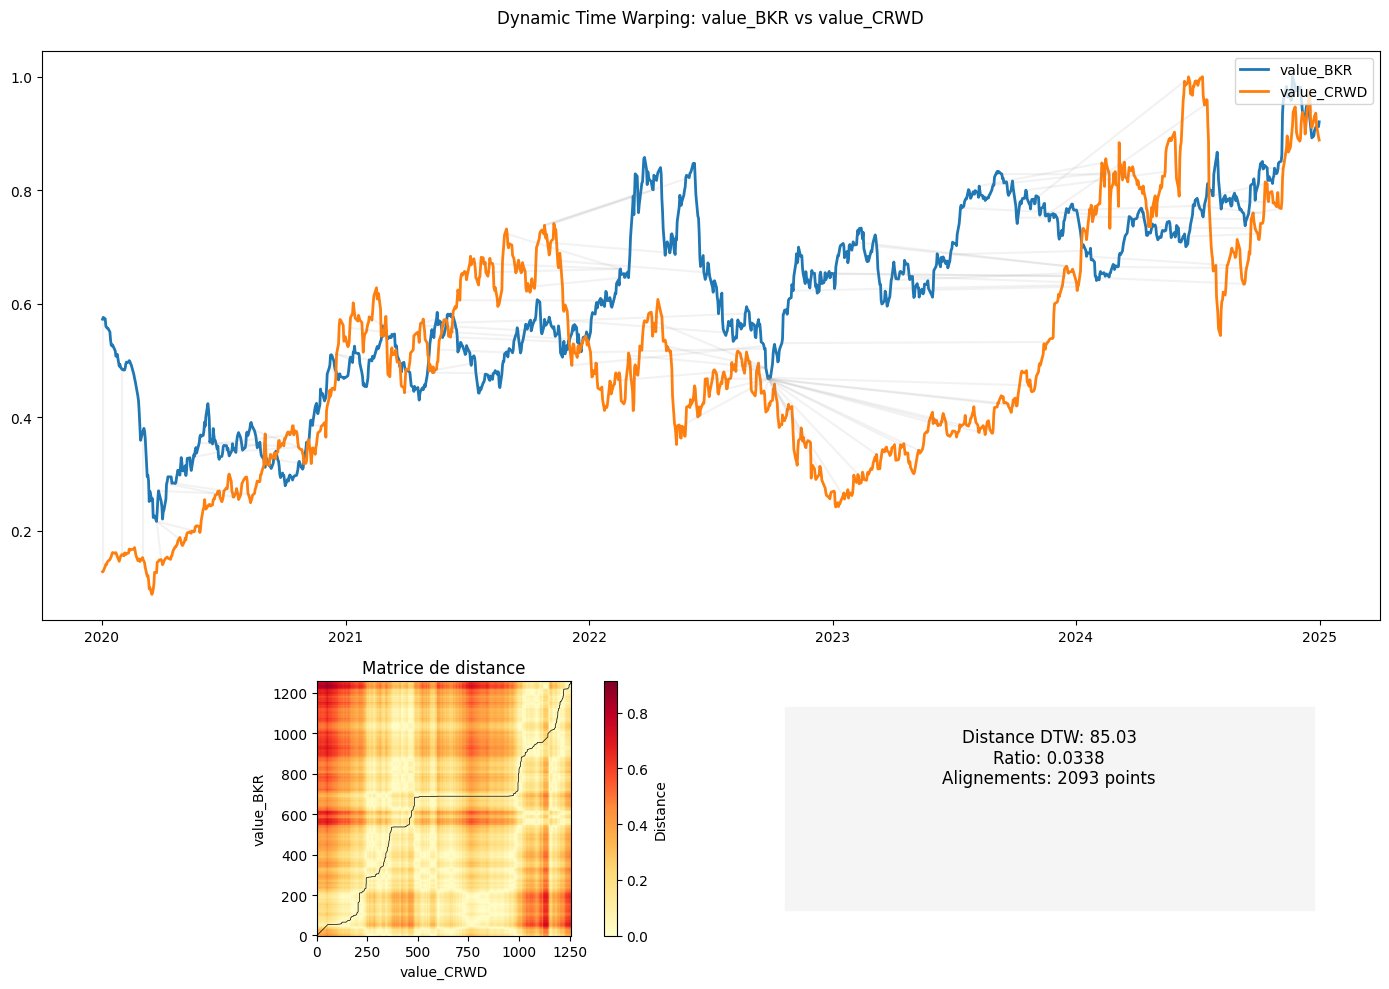 Dynamic Time Warping: value_BKR vs value_CRWD
value_BKR
value_CRWD
1.0
0.8
0.6
0.4
0.2
2020 2021 2022 2023 2024 2025
Matrice de distance
value_BKR
1200
1000
800
600
400
200
0
0 250 500 750 1000 1250
value_CRWD
0.8
0.6
0.4
0.2
0.0
Distance
Distance DTW: 85.03
Ratio: 0.0338
Alignements: 2093 points